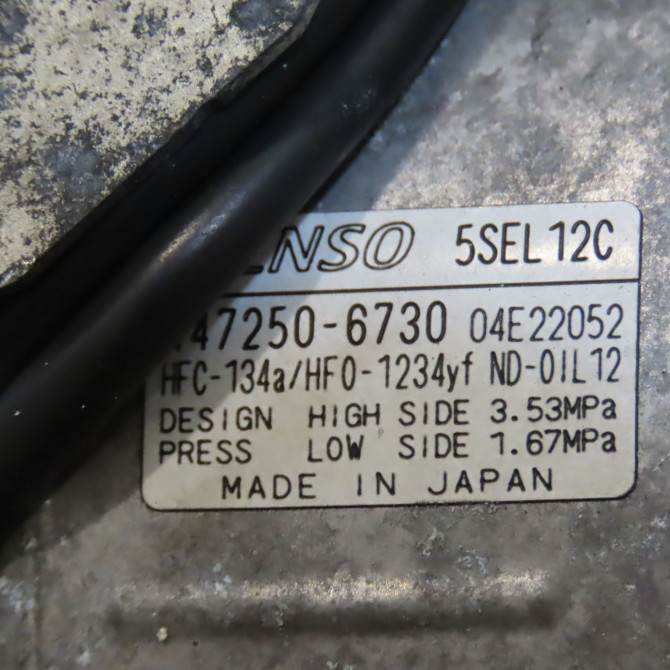 ENSO 5SEL12C
47250-6730 04E22052
HFC-134a/HFO-1234yf ND-OIL12
DESIGN HIGH SIDE 3.53MPa
PRESS LOW SIDE 1.67MPa
MADE IN JAPAN